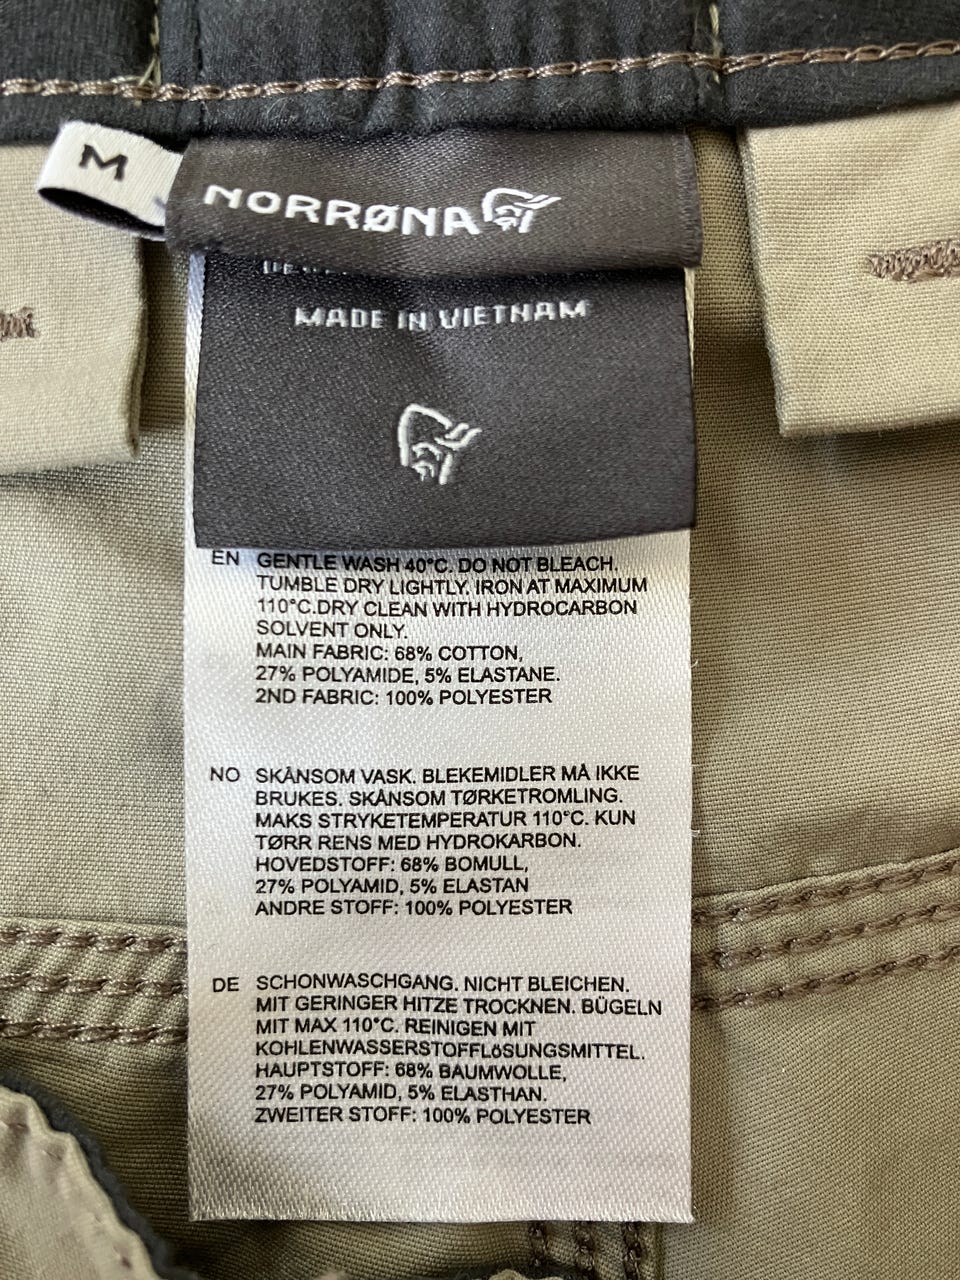 M
NORRØNA
MADE IN VIETNAM
EN GENTLE WASH 40°C. DO NOT BLEACH.
TUMBLE DRY LIGHTLY. IRON AT MAXIMUM
110°C.DRY CLEAN WITH HYDROCARBON
SOLVENT ONLY.
MAIN FABRIC: 68% COTTON,
27% POLYAMIDE, 5% ELASTANE.
2ND FABRIC: 100% POLYESTER
NO SKÅNSOM VASK. BLEKEMIDLER MÅ IKKE
BRUKES. SKÅNSOM TØRKETROMLING.
MAKS STRYKETEMPERATUR 110°C. KUN
TØRR RENS MED HYDROKARBON.
HOVEDSTOFF: 68% BOMULL,
27% POLYAMID, 5% ELASTAN
ANDRE STOFF: 100% POLYESTER
DE SCHONWASCHGANG. NICHT BLEICHEN.
MIT GERINGER HITZE TROCKNEN. BÜGELN
MIT MAX 110°C. REINIGEN MIT
KOHLENWASSERSTOFFLöSUNGSMITTEL.
HAUPTSTOFF: 68% BAUMWOLLE,
27% POLYAMID, 5% ELASTHAN.
ZWEITER STOFF: 100% POLYESTER